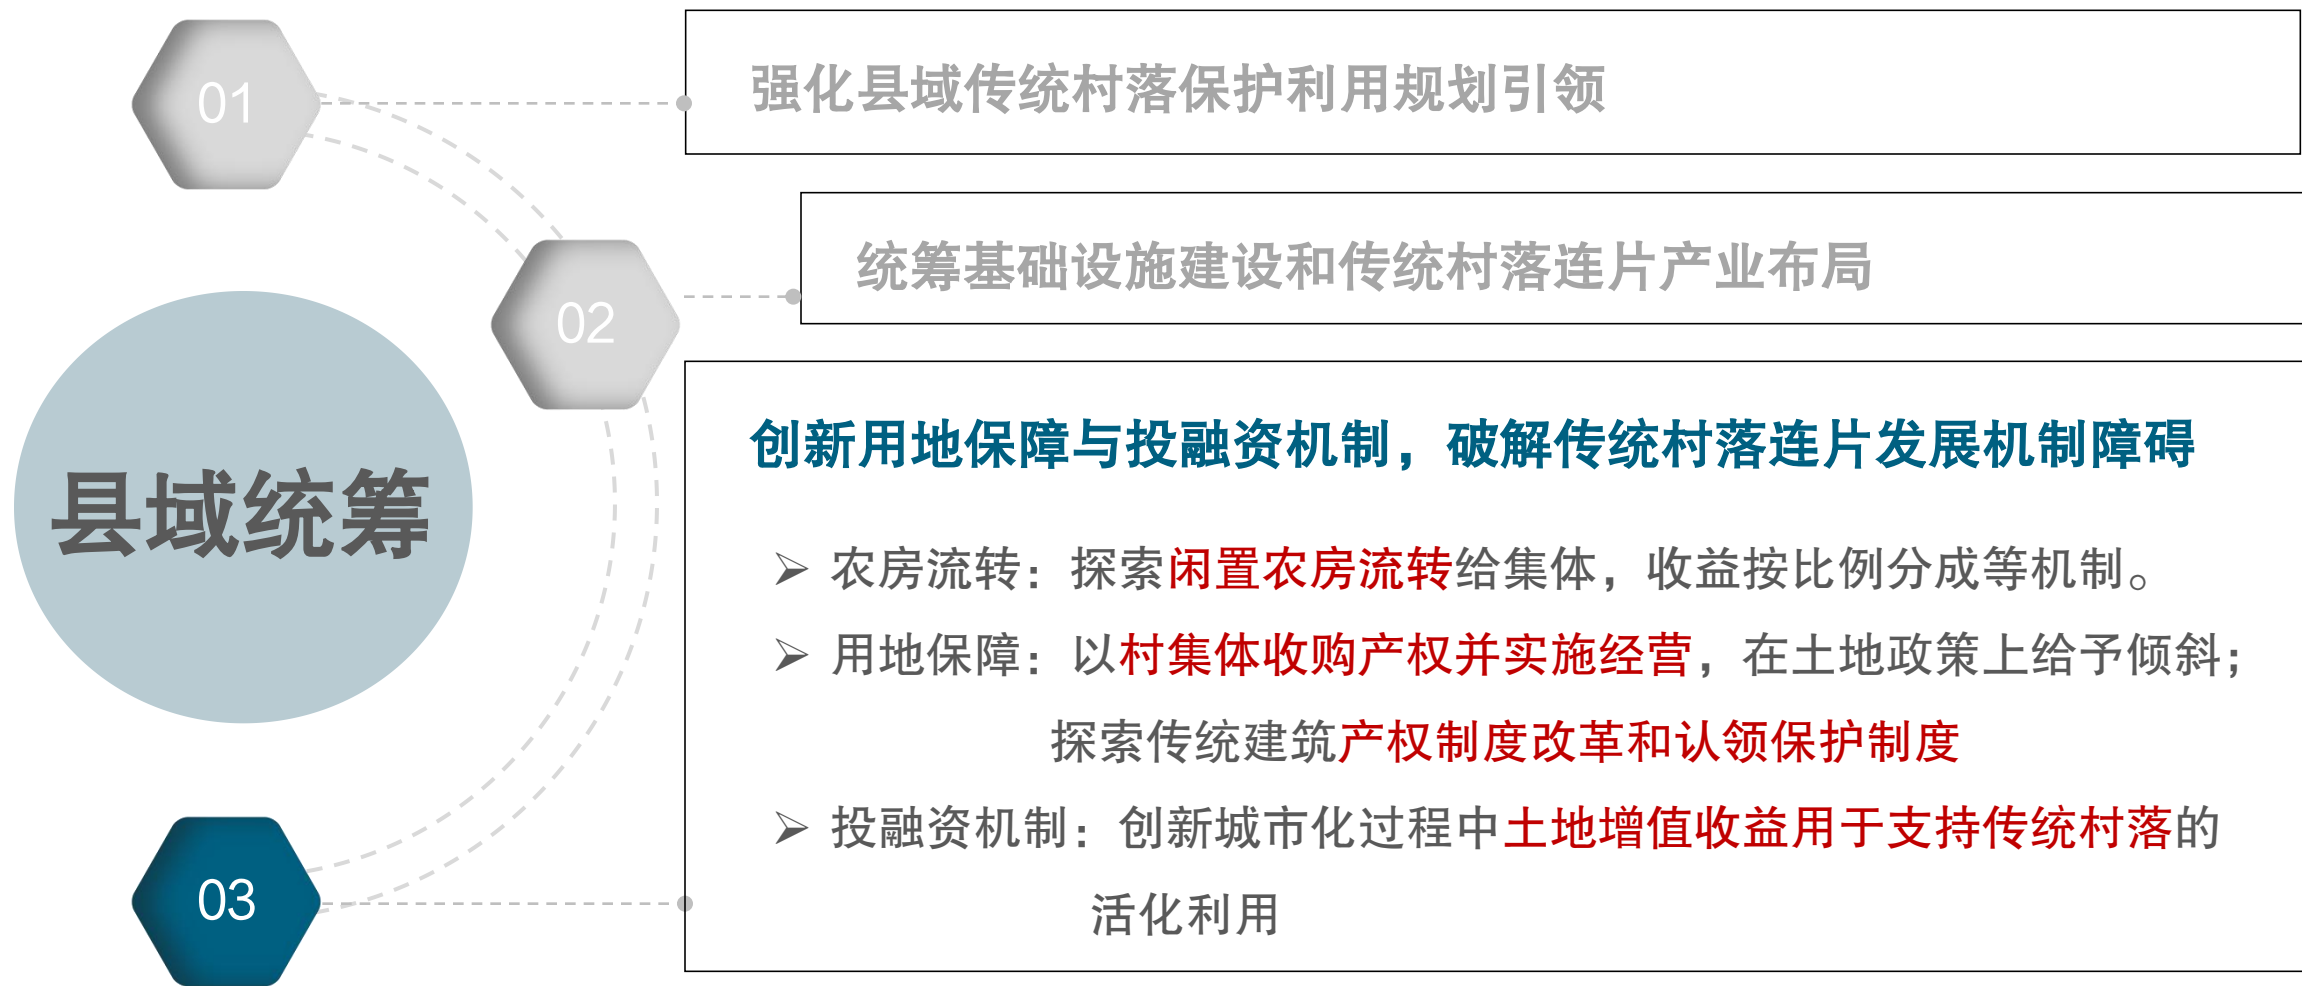 01
强化县域传统村落保护利用规划引领
02
统筹基础设施建设和传统村落连片产业布局
县域统筹
03
创新用地保障与投融资机制，破解传统村落连片发展机制障碍
农房流转：探索闲置农房流转给集体，收益按比例分成等机制。
用地保障：以村集体收购产权并实施经营，在土地政策上给予倾斜；
探索传统建筑产权制度改革和认领保护制度
投融资机制：创新城市化过程中土地增值收益用于支持传统村落的
活化利用